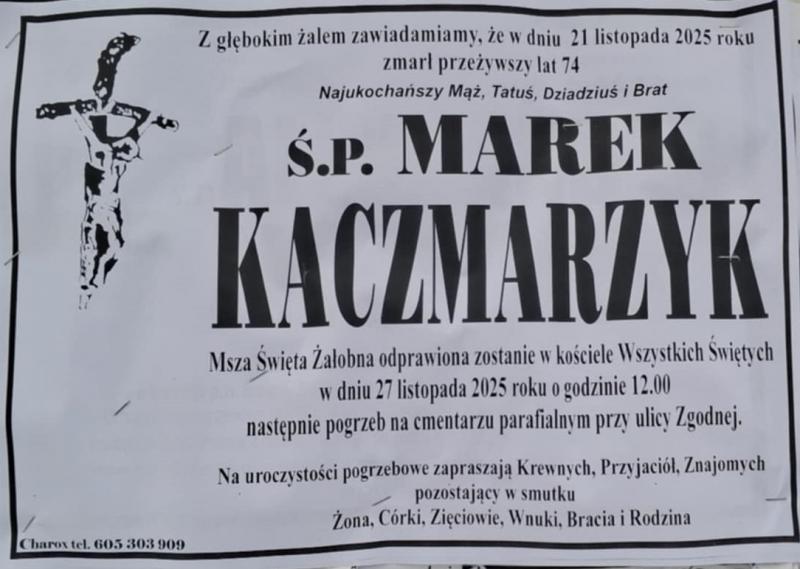 Z głębokim żalem zawiadamiamy, że w dniu 21 listopada 2025 roku
zmarł przeżywszy lat 74
Najukochańszy Mąż, Tatuś, Dziadziuś i Brat
Ś.P. MAREK
KACZMARZYK
Msza Święta Żałobna odprawiona zostanie w kościele Wszystkich Świętych
w dniu 27 listopada 2025 roku o godzinie 12.00
następnie pogrzeb na cmentarzu parafialnym przy ulicy Zgodnej.
Na uroczystości pogrzebowe zapraszają Krewnych, Przyjaciół, Znajomych
pozostający w smutku
Żona, Córki, Zięciowie, Wnuki, Bracia i Rodzina
Charox tel. 605 303 909